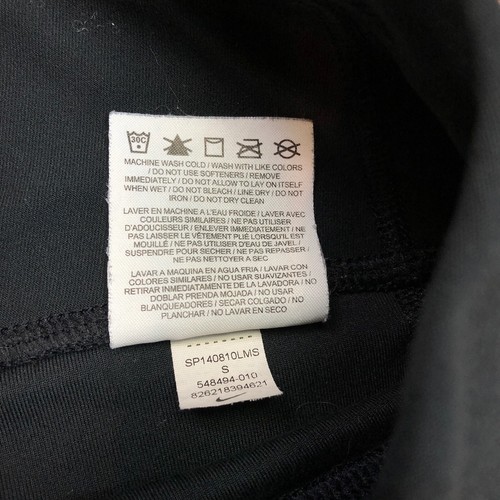 30C
MACHINE WASH COLD / WASH WITH LIKE COLORS
/ DO NOT USE SOFTENERS / REMOVE
IMMEDIATELY / DO NOT ALLOW TO LAY ON ITSELF
WHEN WET / DO NOT BLEACH / LINE DRY / DO NOT
IRON / DO NOT DRY CLEAN
LAVER EN MACHINE A L'EAU FROIDE / LAVER AVEC
COULEURS SIMILAIRES / NE PAS UTILISER
D'ADOUCISSEUR / ENLEVER IMMEDIATEMENT / NE
PAS LAISSER LE VÊTEMENT PLIÉ LORSQU'IL EST
MOUILLÉ / NE PAS UTILISER D'EAU DE JAVEL /
SUSPENDRE POUR SECHER / NE PAS REPASSER /
NE PAS NETTOYER A SEC
LAVAR A MAQUINA EN AGUA FRIA / LAVAR CON
COLORES SIMILARES / NO USAR SUAVIZANTES /
RETIRAR INMEDIATAMENTE DE LA LAVADORA / NO
DOBLAR PRENDA MOJADA / NO USAR
BLANQUEADORES / SECAR COLGADO / NO
PLANCHAR / NO LAVAR EN SECO
SP140810LMS
S
548494-010
826218394621